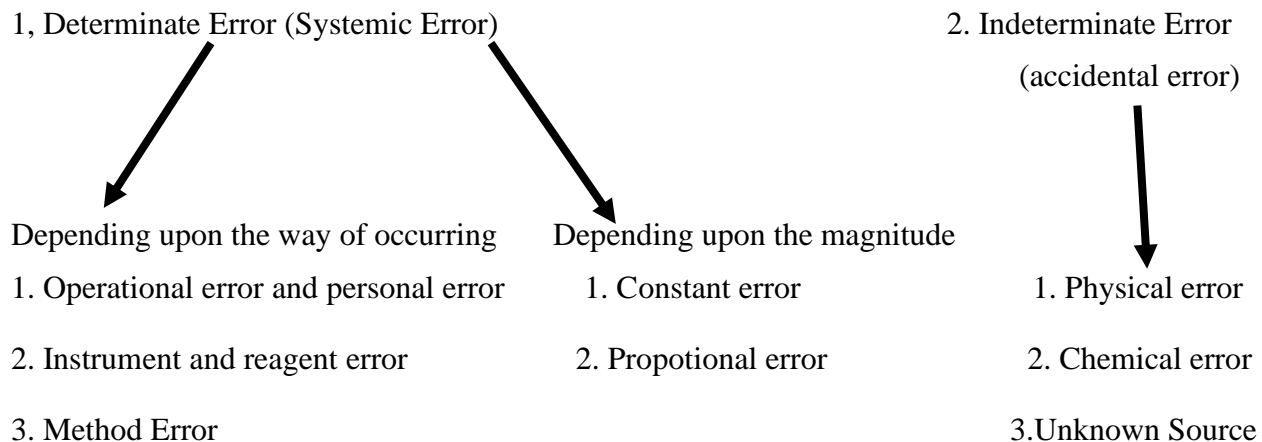 1, Determinate Error (Systemic Error)
2. Indeterminate Error
(accidental error)
Depending upon the way of occurring
1. Operational error and personal error
2. Instrument and reagent error
3. Method Error
Depending upon the magnitude
1. Constant error
2. Propotional error
1. Physical error
2. Chemical error
3.Unknown Source